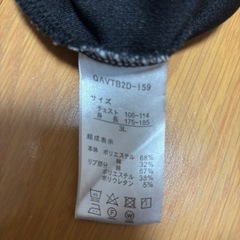 QAVTB2D-159
サイズ
チェスト 106-114
身長 175-185
3L
組成表示
本体 ポリエステル 68%
綿 32%
リブ部分 ポリエステル 57%
綿 38%
ポリウレタン 5%